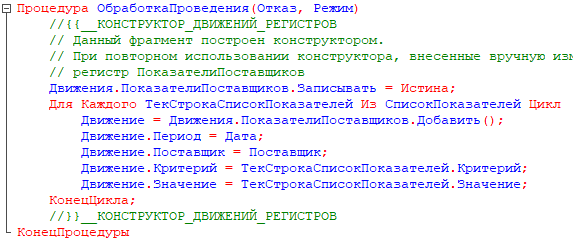 Процедура ОбработкаПроведения(Отказ, Режим)
//{{__КОНСТРУКТОР_ДВИЖЕНИЙ_РЕГИСТРОВ
// Данный фрагмент построен конструктором.
// При повторном использовании конструктора, внесенные вручную
// регистр ПоказателиПоставщиков
Движения.ПоказателиПоставщиков.Записывать = Истина;
Для Каждого ТекСтрокаСписокПоказателей Из СписокПоказателей Цикл
Движение = Движения.ПоказателиПоставщиков.Добавить();
Движение.Период = Дата;
Движение.Поставщик = Поставщик;
Движение.Критерий = ТекСтрокаСписокПоказателей.Критерий;
Движение.Значение = ТекСтрокаСписокПоказателей.Значение;
КонецЦикла;
//}}__КОНСТРУКТОР_ДВИЖЕНИЙ_РЕГИСТРОВ
КонецПроцедуры